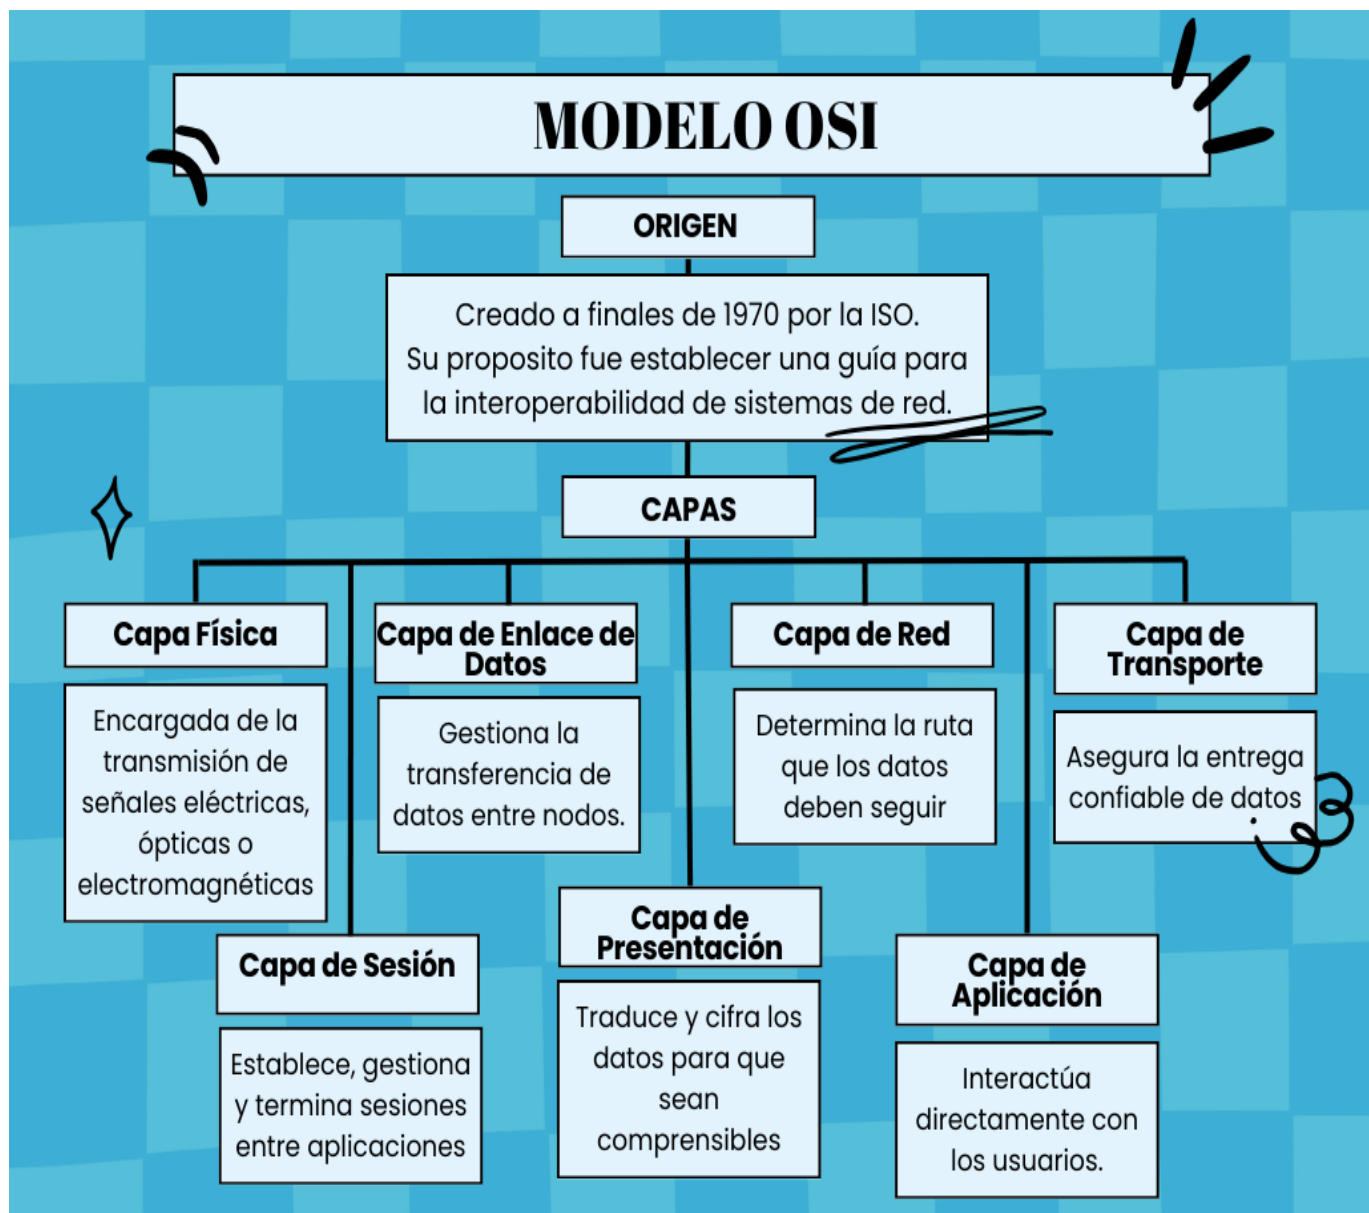 MODELO OSI
ORIGEN
Creado a finales de 1970 por la ISO.
Su proposito fue establecer una guía para
la interoperabilidad de sistemas de red.
CAPAS
Capa Física
Encargada de la
transmisión de
señales eléctricas,
ópticas o
electromagnéticas
Capa de Enlace de
Datos
Gestiona la
transferencia de
datos entre nodos.
Capa de Red
Determina la ruta
que los datos
deben seguir
Capa de
Transporte
Asegura la entrega
confiable de datos
.
Capa de Sesión
Establece, gestiona
y termina sesiones
entre aplicaciones
Capa de
Presentación
Traduce y cifra los
datos para que
sean
comprensibles
Capa de
Aplicación
Interactúa
directamente con
los usuarios.